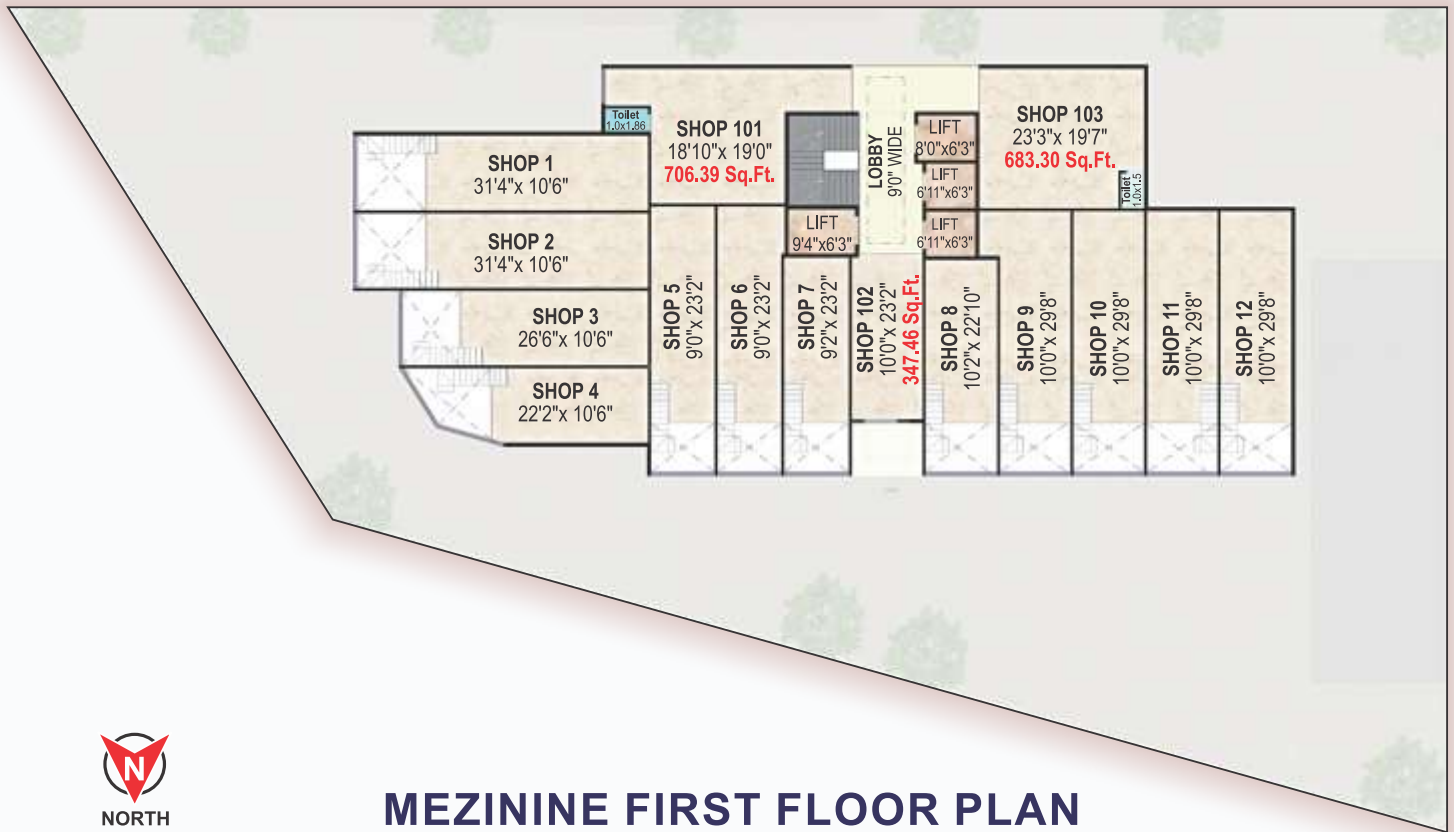 Toilet
1.0x1.86
SHOP 101
18'10"x 19'0"
706.39 Sq.Ft.
LOBBY
9'0" WIDE
LIFT
8'0"x6'3"
LIFT
6'11"x6'3"
LIFT
6'11"x6'3"
SHOP 103
23'3"x 19'7"
683.30 Sq.Ft.
Toilet
1.0x1.5
SHOP 1
31'4"x 10'6"
SHOP 2
31'4"x 10'6"
SHOP 3
26'6"x 10'6"
SHOP 4
22'2"x 10'6"
LIFT
9'4"x6'3"
SHOP 5
9'0"x 23'2"
SHOP 6
9'0"x 23'2"
SHOP 7
9'2"x 23'2"
SHOP 102
10'0"x 23'2"
347.46 Sq.Ft.
SHOP 8
10'2"x 22'10"
SHOP 9
10'0"x 29'8"
SHOP 10
10'0"x 29'8"
SHOP 11
10'0"x 29'8"
SHOP 12
10'0"x 29'8"
N
NORTH
MEZININE FIRST FLOOR PLAN